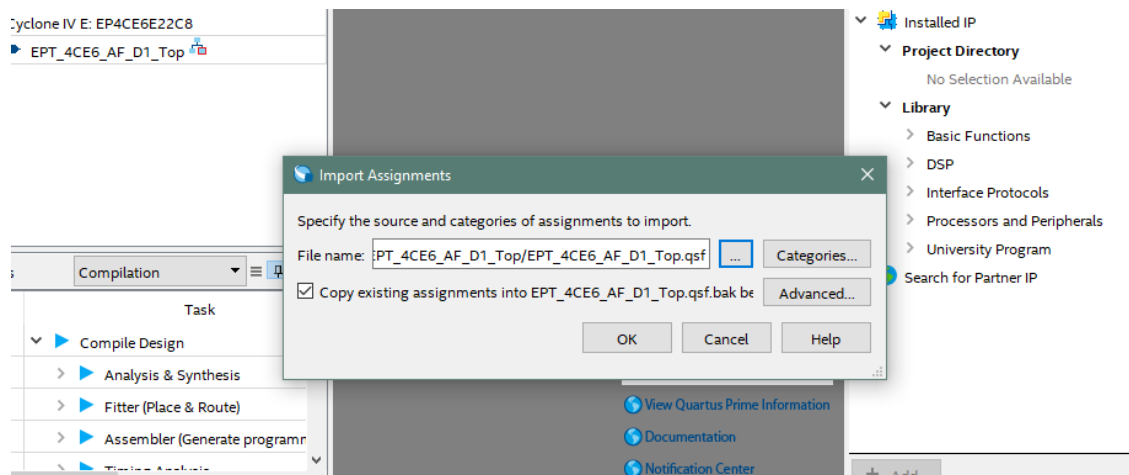 Cyclone IV E: EP4CE6E22C8
EPT_4CE6_AF_D1_Top
Installed IP
Project Directory
No Selection Available
Library
Basic Functions
DSP
Interface Protocols
Processors and Peripherals
University Program
Search for Partner IP
Import Assignments
Specify the source and categories of assignments to import.
File name: EPT_4CE6_AF_D1_Top/EPT_4CE6_AF_D1_Top.qsf ... Categories...
Copy existing assignments into EPT_4CE6_AF_D1_Top.qsf.bak be Advanced...
OK Cancel Help
Compilation
Task
Compile Design
Analysis & Synthesis
Fitter (Place & Route)
Assembler (Generate programm
Timing Analysis
View Quartus Prime Information
Documentation
Notification Center
Add